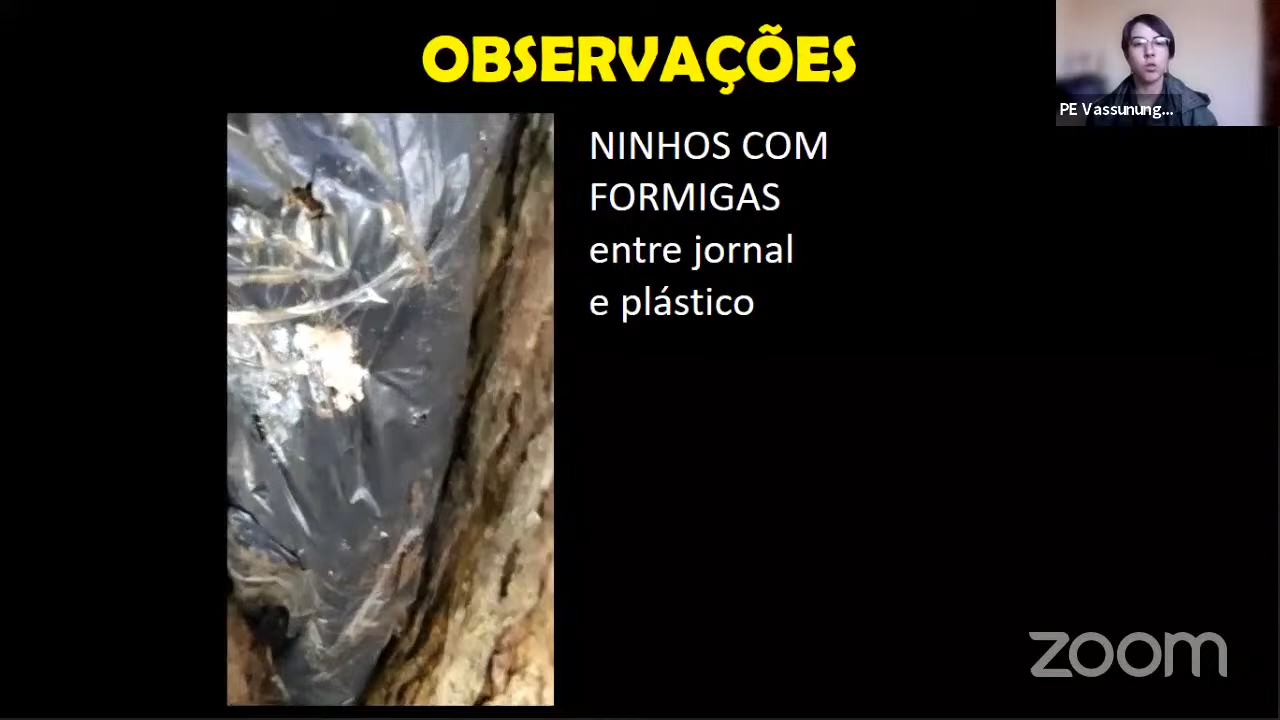 OBSERVAÇÕES
PE Vassunung...
NINHOS COM
FORMIGAS
entre jornal
e plástico
zoom